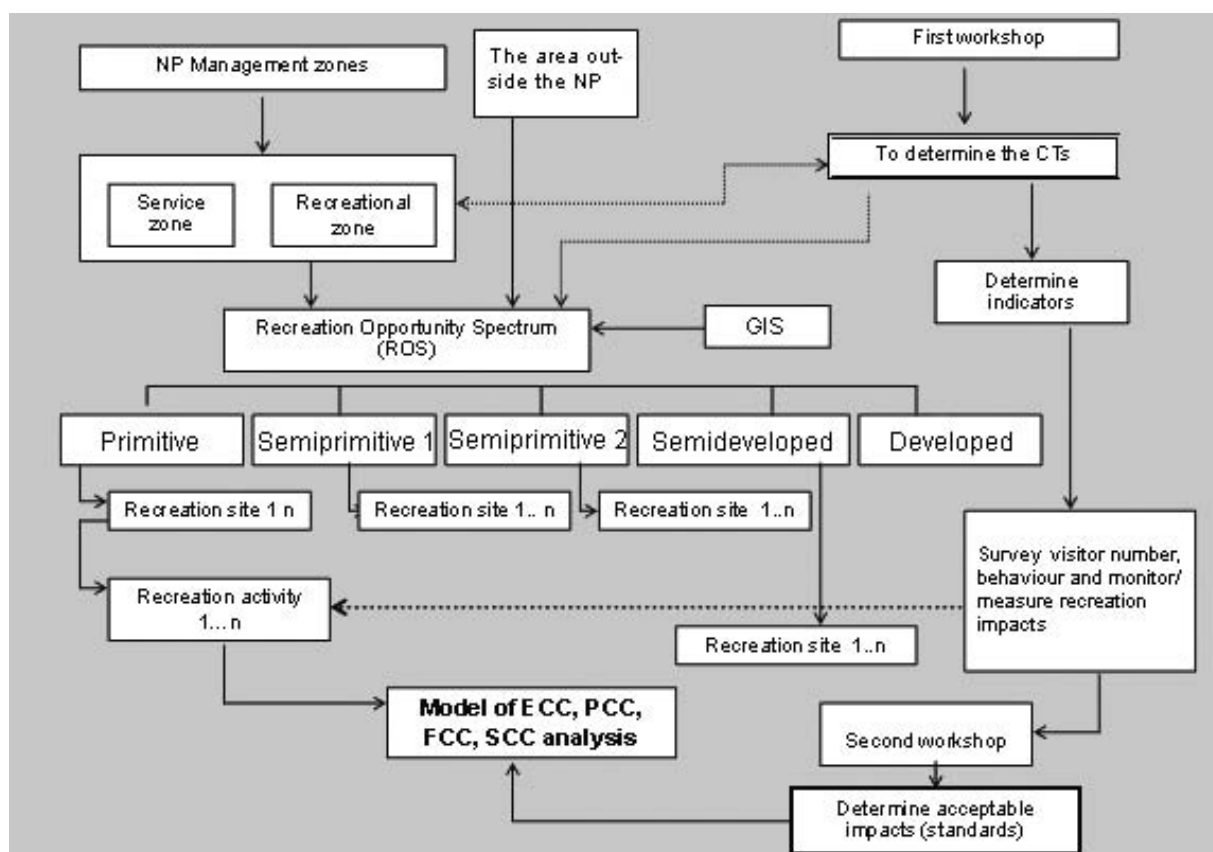 First workshop
NP Management zones
The area out-
side the NP
To determine the CTs
Service
zone
Recreational
zone
Determine
indicators
Recreation Opportunity Spectrum
(ROS)
GIS
Primitive
Semiprimitive 1
Semiprimitive 2
Semideveloped
Developed
Recreation site 1 n
Recreation site 1.. n
Recreation site 1..n
Survey visitor number,
behaviour and monitor/
measure recreation
impacts
Recreation activity
1...n
Recreation site 1..n
Model of ECC, PCC,
FCC, SCC analysis
Second workshop
Determine acceptable
impacts (standards)